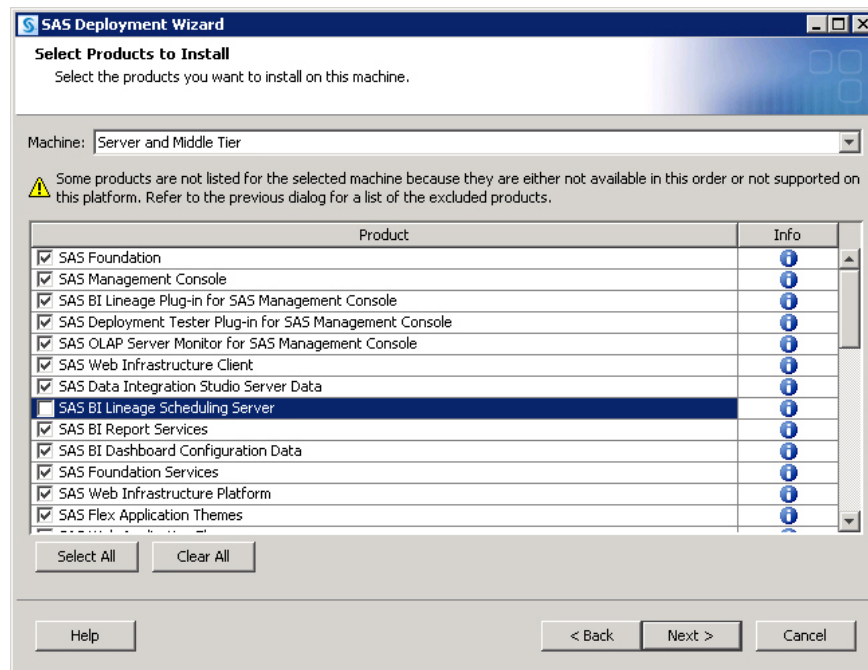 SAS Deployment Wizard
Select Products to Install
Select the products you want to install on this machine.
Machine: Server and Middle Tier
Some products are not listed for the selected machine because they are either not available in this order or not supported on
this platform. Refer to the previous dialog for a list of the excluded products.
Product Info
SAS Foundation
SAS Management Console
SAS BI Lineage Plug-in for SAS Management Console
SAS Deployment Tester Plug-in for SAS Management Console
SAS OLAP Server Monitor for SAS Management Console
SAS Web Infrastructure Client
SAS Data Integration Studio Server Data
SAS BI Lineage Scheduling Server
SAS BI Report Services
SAS BI Dashboard Configuration Data
SAS Foundation Services
SAS Web Infrastructure Platform
SAS Flex Application Themes
Select All Clear All
Help < Back Next > Cancel